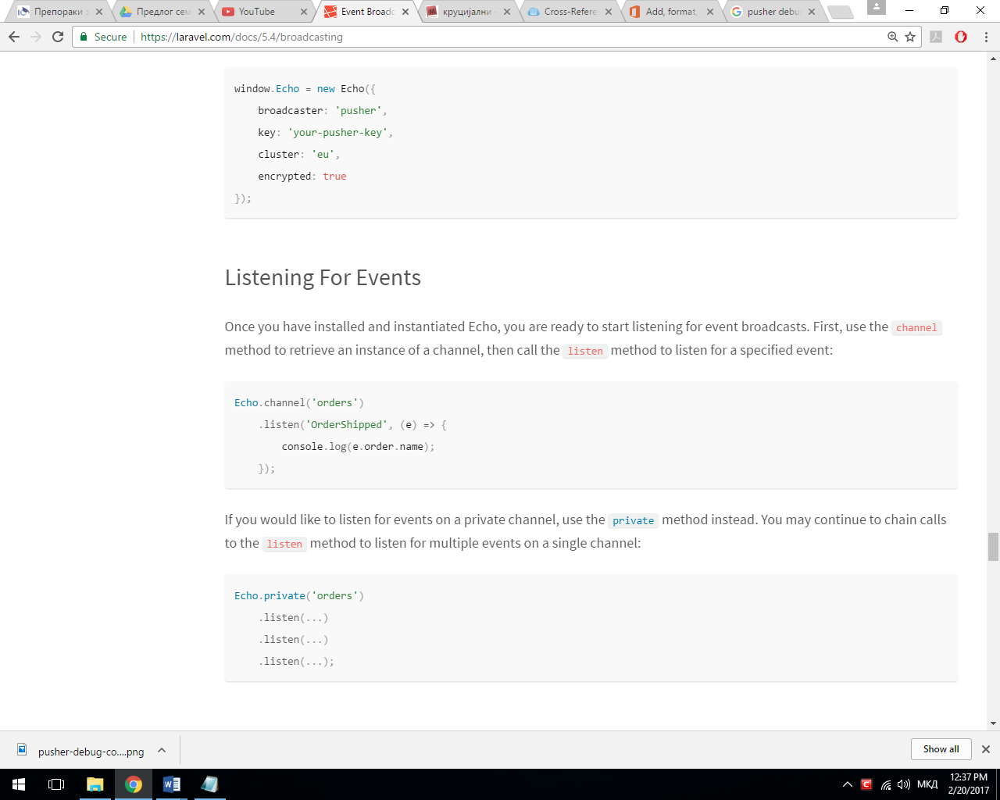 Препораки з
Предлог сем
YouTube
Event Broadc
круцијални -
Cross-Refere
Add, format,
pusher debu
Secure
https://laravel.com/docs/5.4/broadcasting
window.Echo = new Echo({
broadcaster: 'pusher',
key: 'your-pusher-key',
cluster: 'eu',
encrypted: true
});
Listening For Events
Once you have installed and instantiated Echo, you are ready to start listening for event broadcasts. First, use the channel
method to retrieve an instance of a channel, then call the listen method to listen for a specified event:
Echo.channel('orders')
.listen('OrderShipped', (e) => {
console.log(e.order.name);
});
If you would like to listen for events on a private channel, use the private method instead. You may continue to chain calls
to the listen method to listen for multiple events on a single channel:
Echo.private('orders')
.listen(...)
.listen(...)
.listen(...);
pusher-debug-co....png
Show all
МКД
12:37 PM
2/20/2017